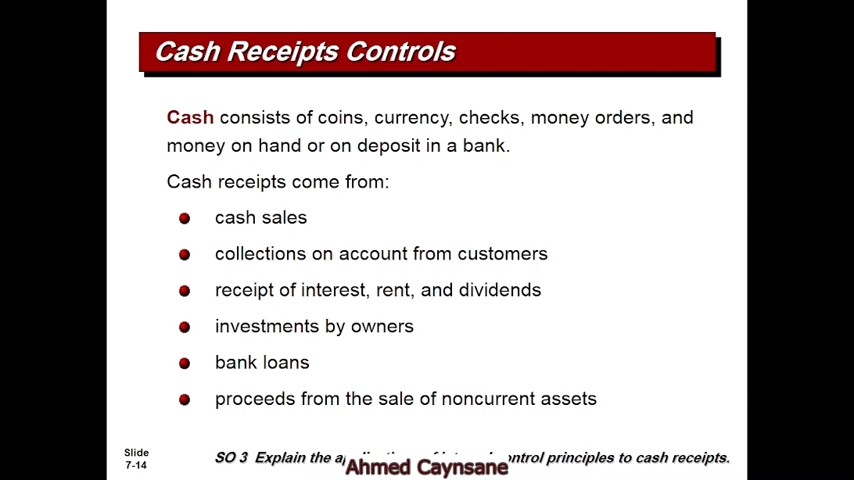 Cash Receipts Controls
Cash consists of coins, currency, checks, money orders, and
money on hand or on deposit in a bank.
Cash receipts come from:
cash sales
collections on account from customers
receipt of interest, rent, and dividends
investments by owners
bank loans
proceeds from the sale of noncurrent assets
Slide
7-14
SO 3 Explain the control principles to cash receipts.
Ahmed Caynsane